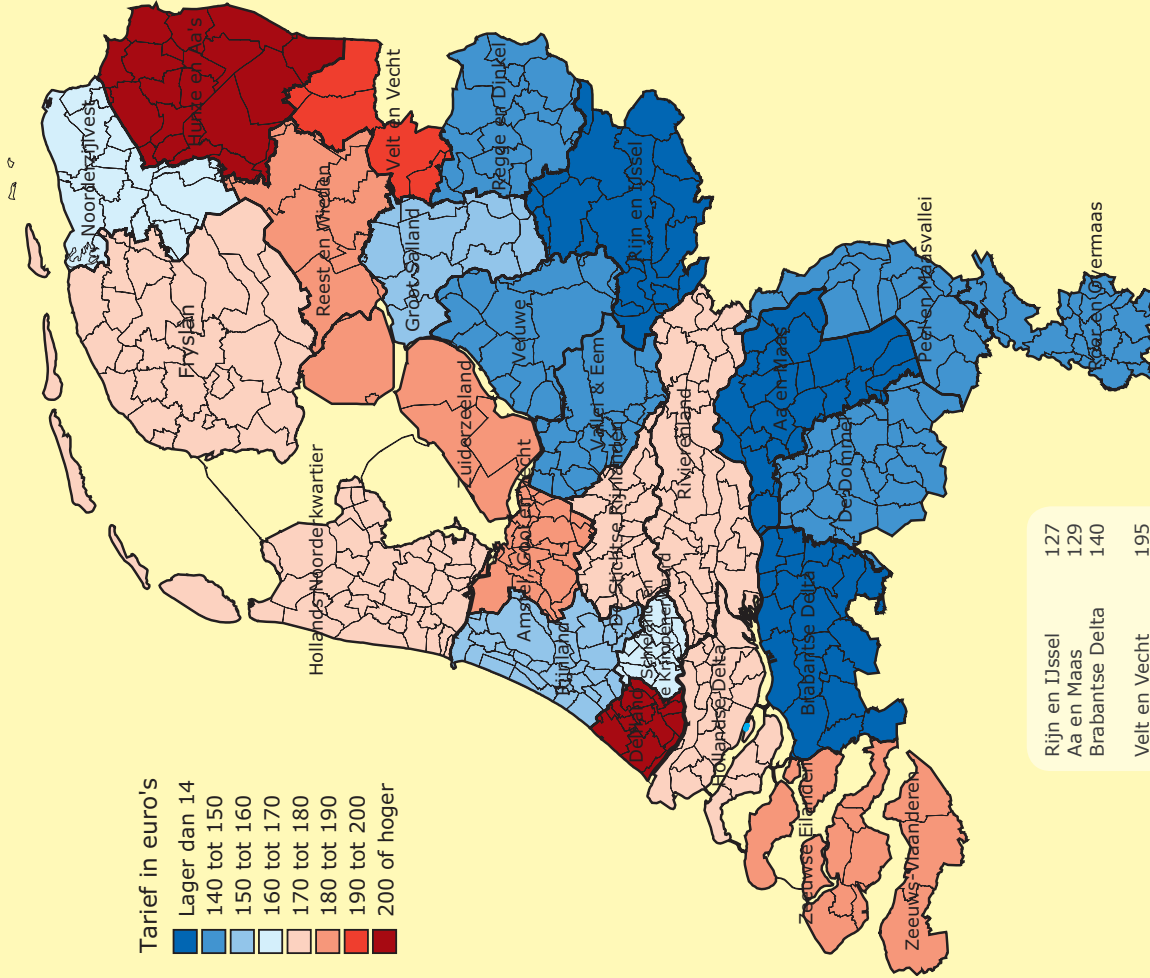 Tarief in euro's
Lager dan 14
140 tot 150
150 tot 160
160 tot 170
170 tot 180
180 tot 190
190 tot 200
200 of hoger
Noorderzijlvest
Hunze en Aa's
Fryslân
Reest en Wieden
Velt en Vecht
Groot Salland
Regge en Dinkel
Hollands Noorderkwartier
Zuiderzeeland
Veluwe
Rijn en IJssel
Amstel, Gooi en Vecht
Vallei & Eem
Rijnland
De Stichtse Rijnlanden
Delfland
Schieland en
de Krimpenerwaard
Rivierenland
Hollandse Delta
Aa en Maas
Brabantse Delta
De Dommel
Peel en Maasvallei
Roer en Overmaas
Zeeuwse Eilanden
Zeeuws-Vlaanderen
Rijn en IJssel 127
Aa en Maas 129
Brabantse Delta 140
Velt en Vecht 195